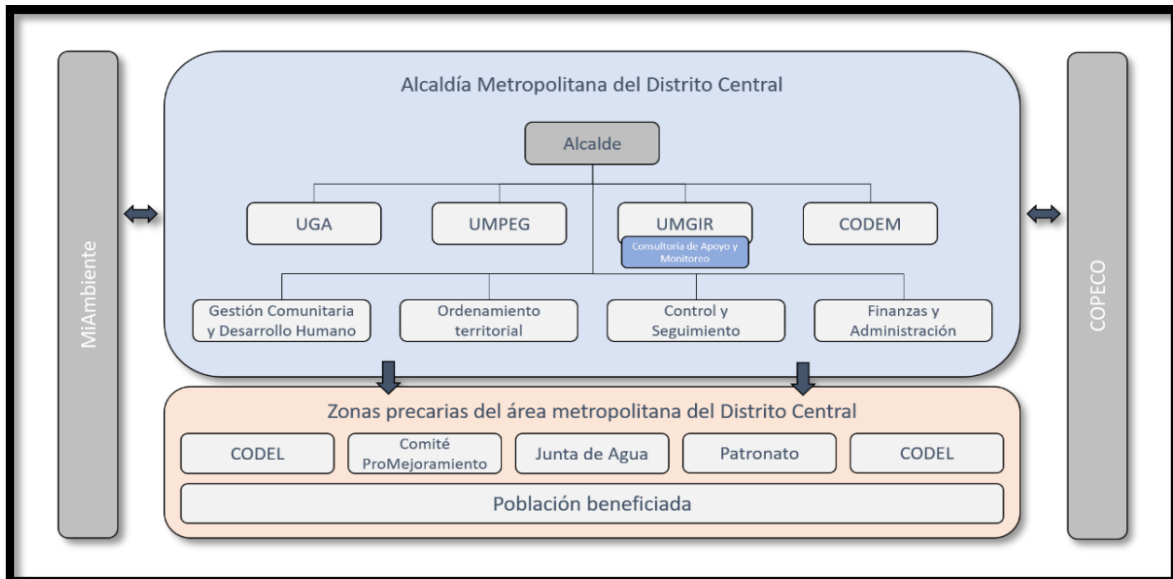 MiAmbiente
Alcaldía Metropolitana del Distrito Central
Alcalde
UGA
UMPEG
UMGIR
CODEM
Consultoría de Apoyo y
Monitoreo
Gestión Comunitaria
y Desarrollo Humano
Ordenamiento
territorial
Control y
Seguimiento
Finanzas y
Administración
COPECO
Zonas precarias del área metropolitana del Distrito Central
CODEL
Comité
ProMejoramiento
Junta de Agua
Patronato
CODEL
Población beneficiada